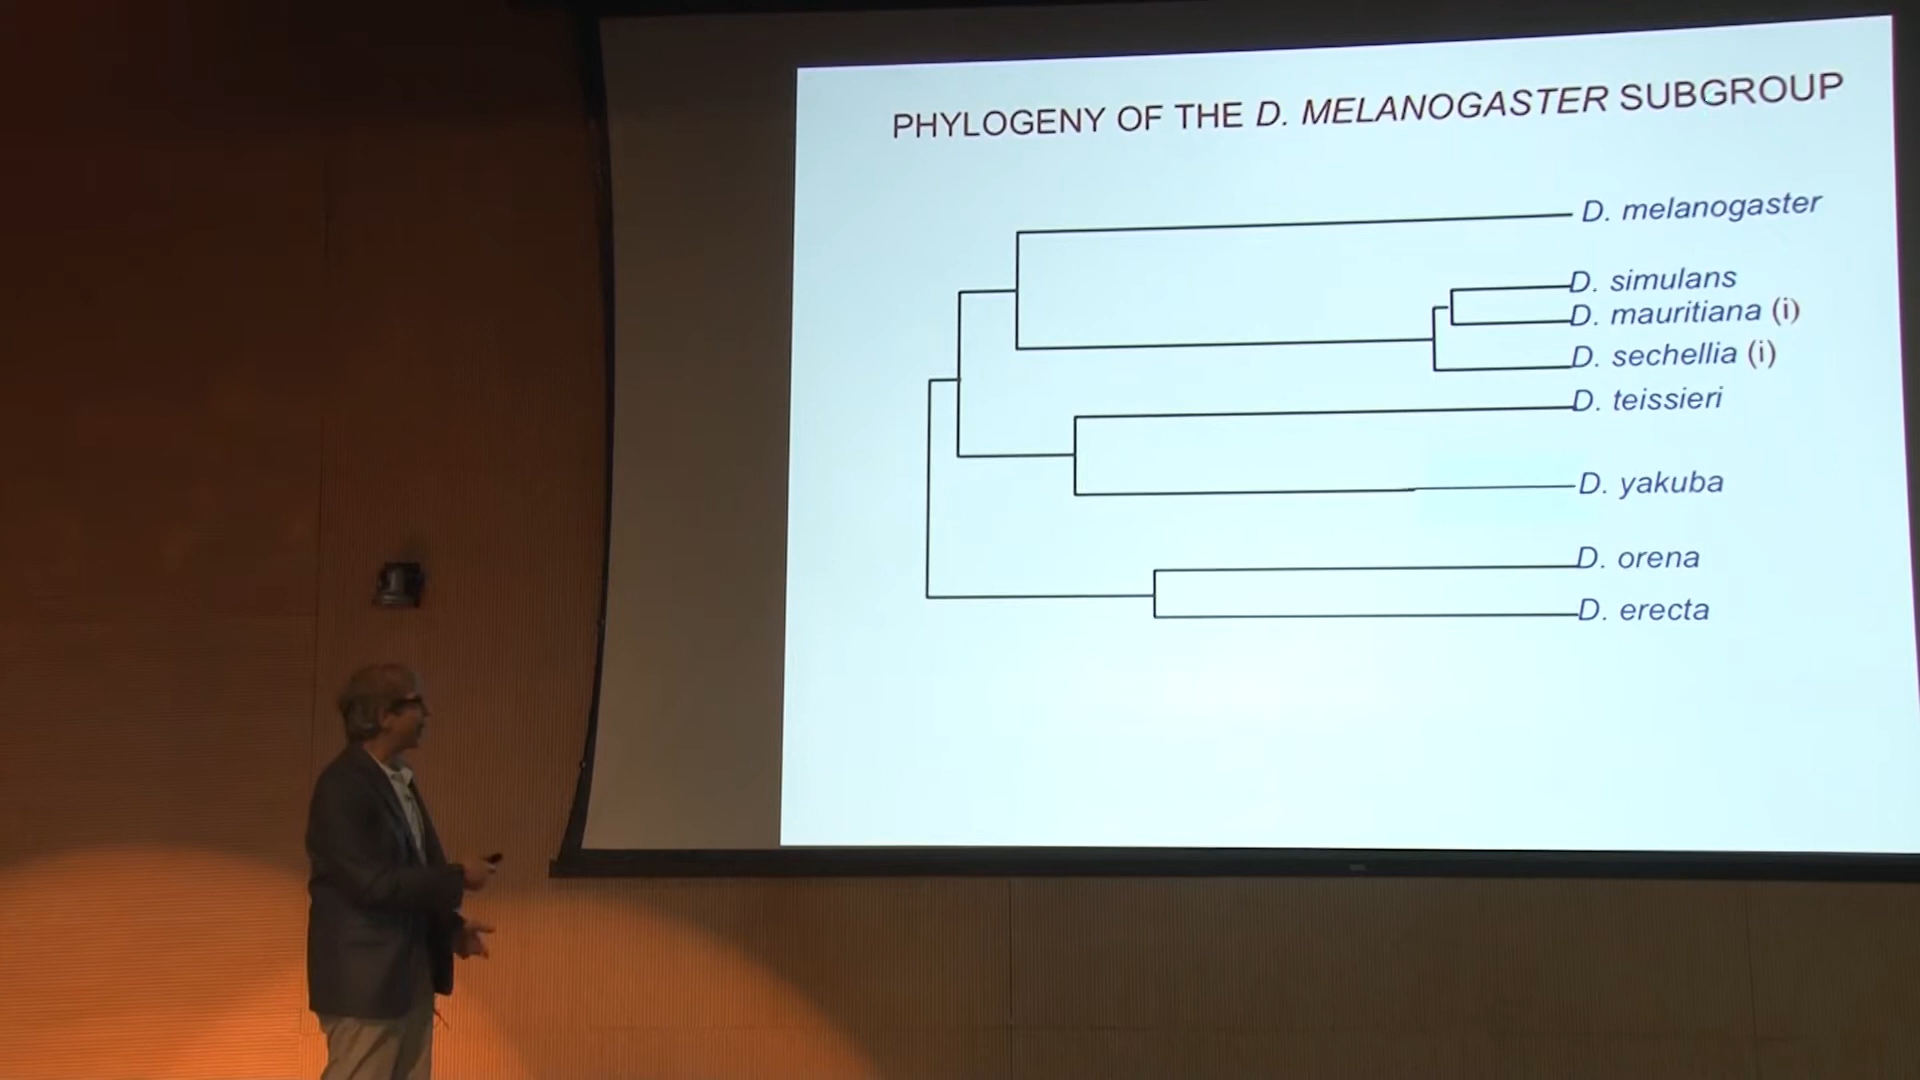 PHYLOGENY OF THE D. MELANOGASTER SUBGROUP
D. melanogaster
D. simulans
D. mauritiana (i)
D. sechellia (i)
D. teissieri
D. yakuba
D. orena
D. erecta